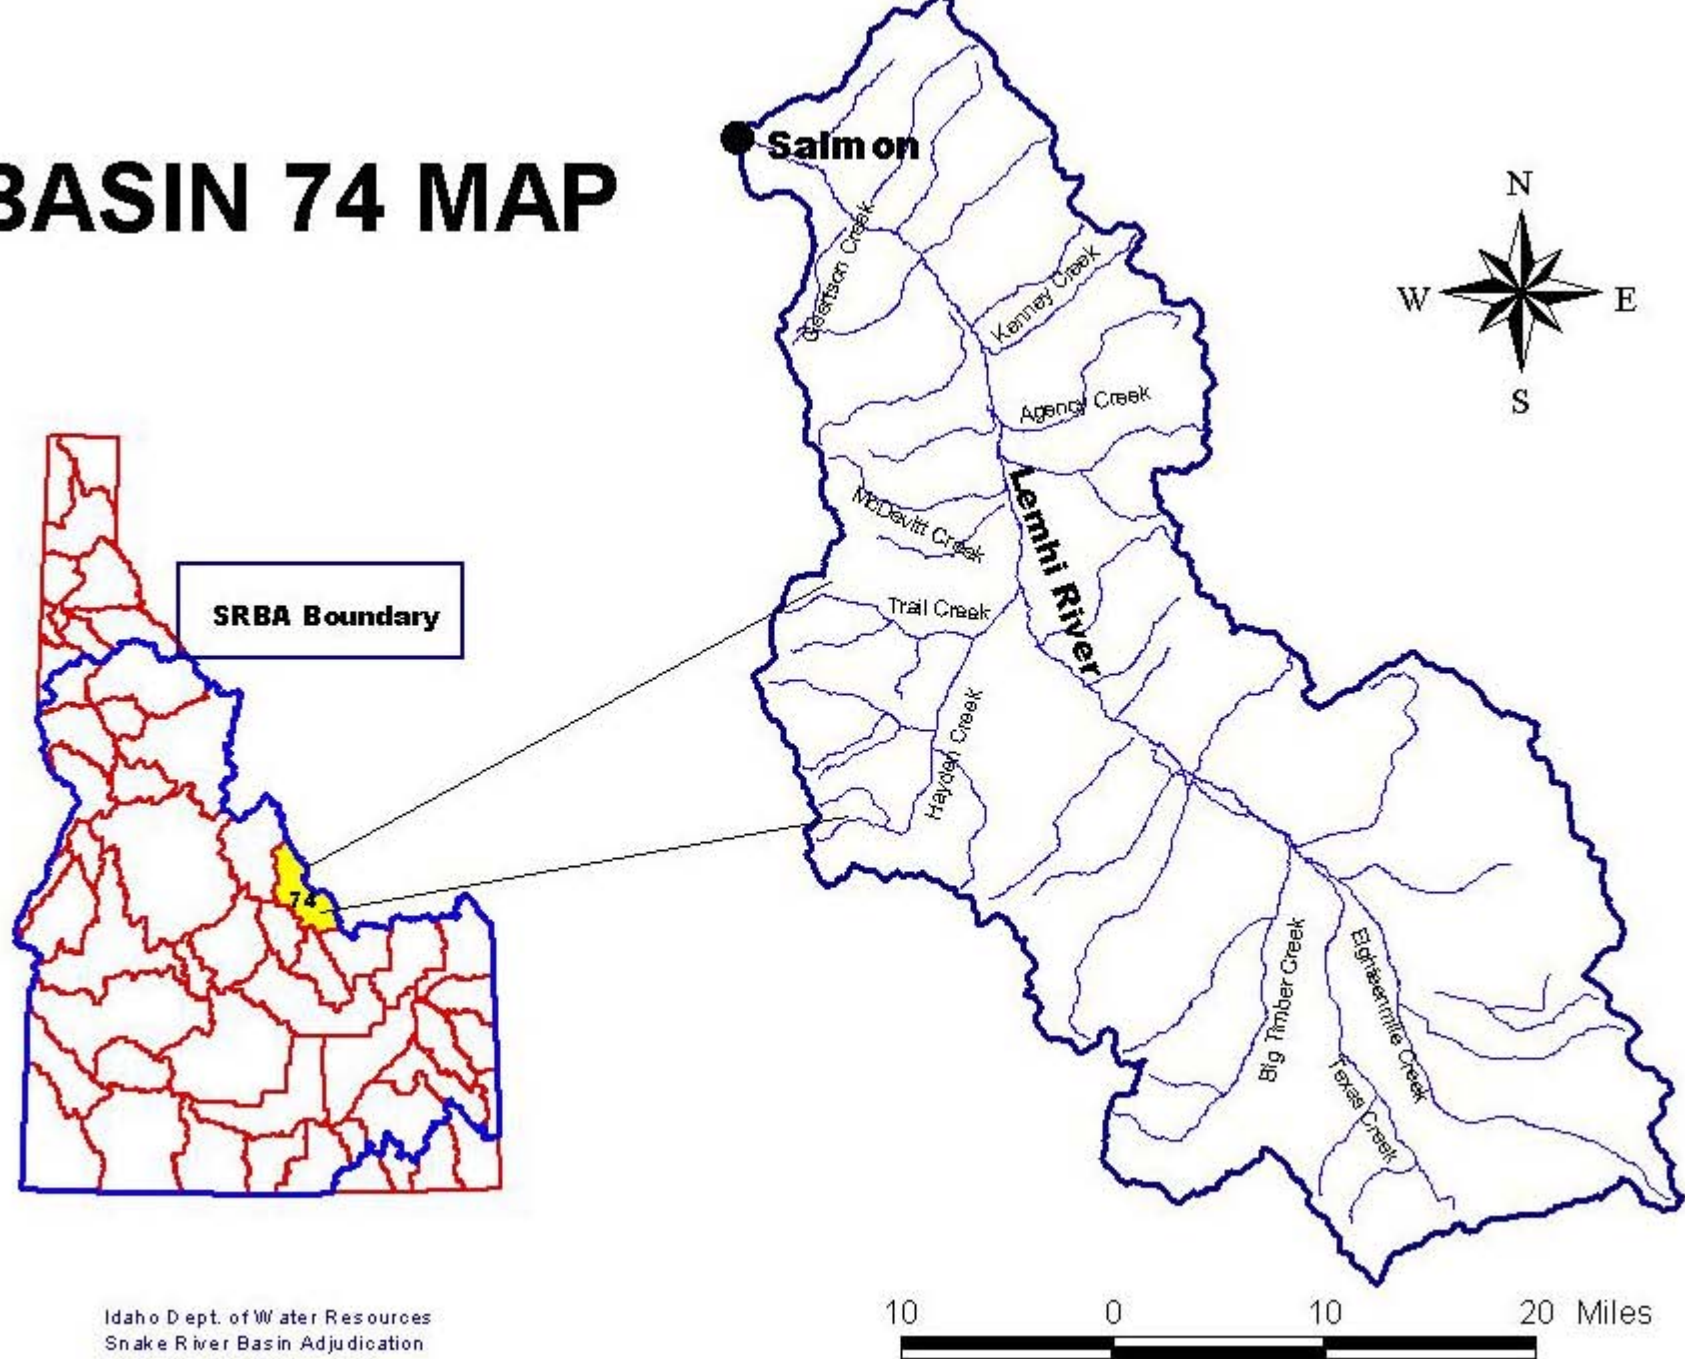 BASIN 74 MAP
Salmon
N
W
E
S
Geertson Creek
Kenney Creek
Agency Creek
Lemhi River
McDevitt Creek
Trail Creek
SRBA Boundary
Hayden Creek
74
Big Timber Creek
Eighteenmile Creek
Texas Creek
Idaho Dept. of Water Resources
Snake River Basin Adjudication
10 0 10 20 Miles